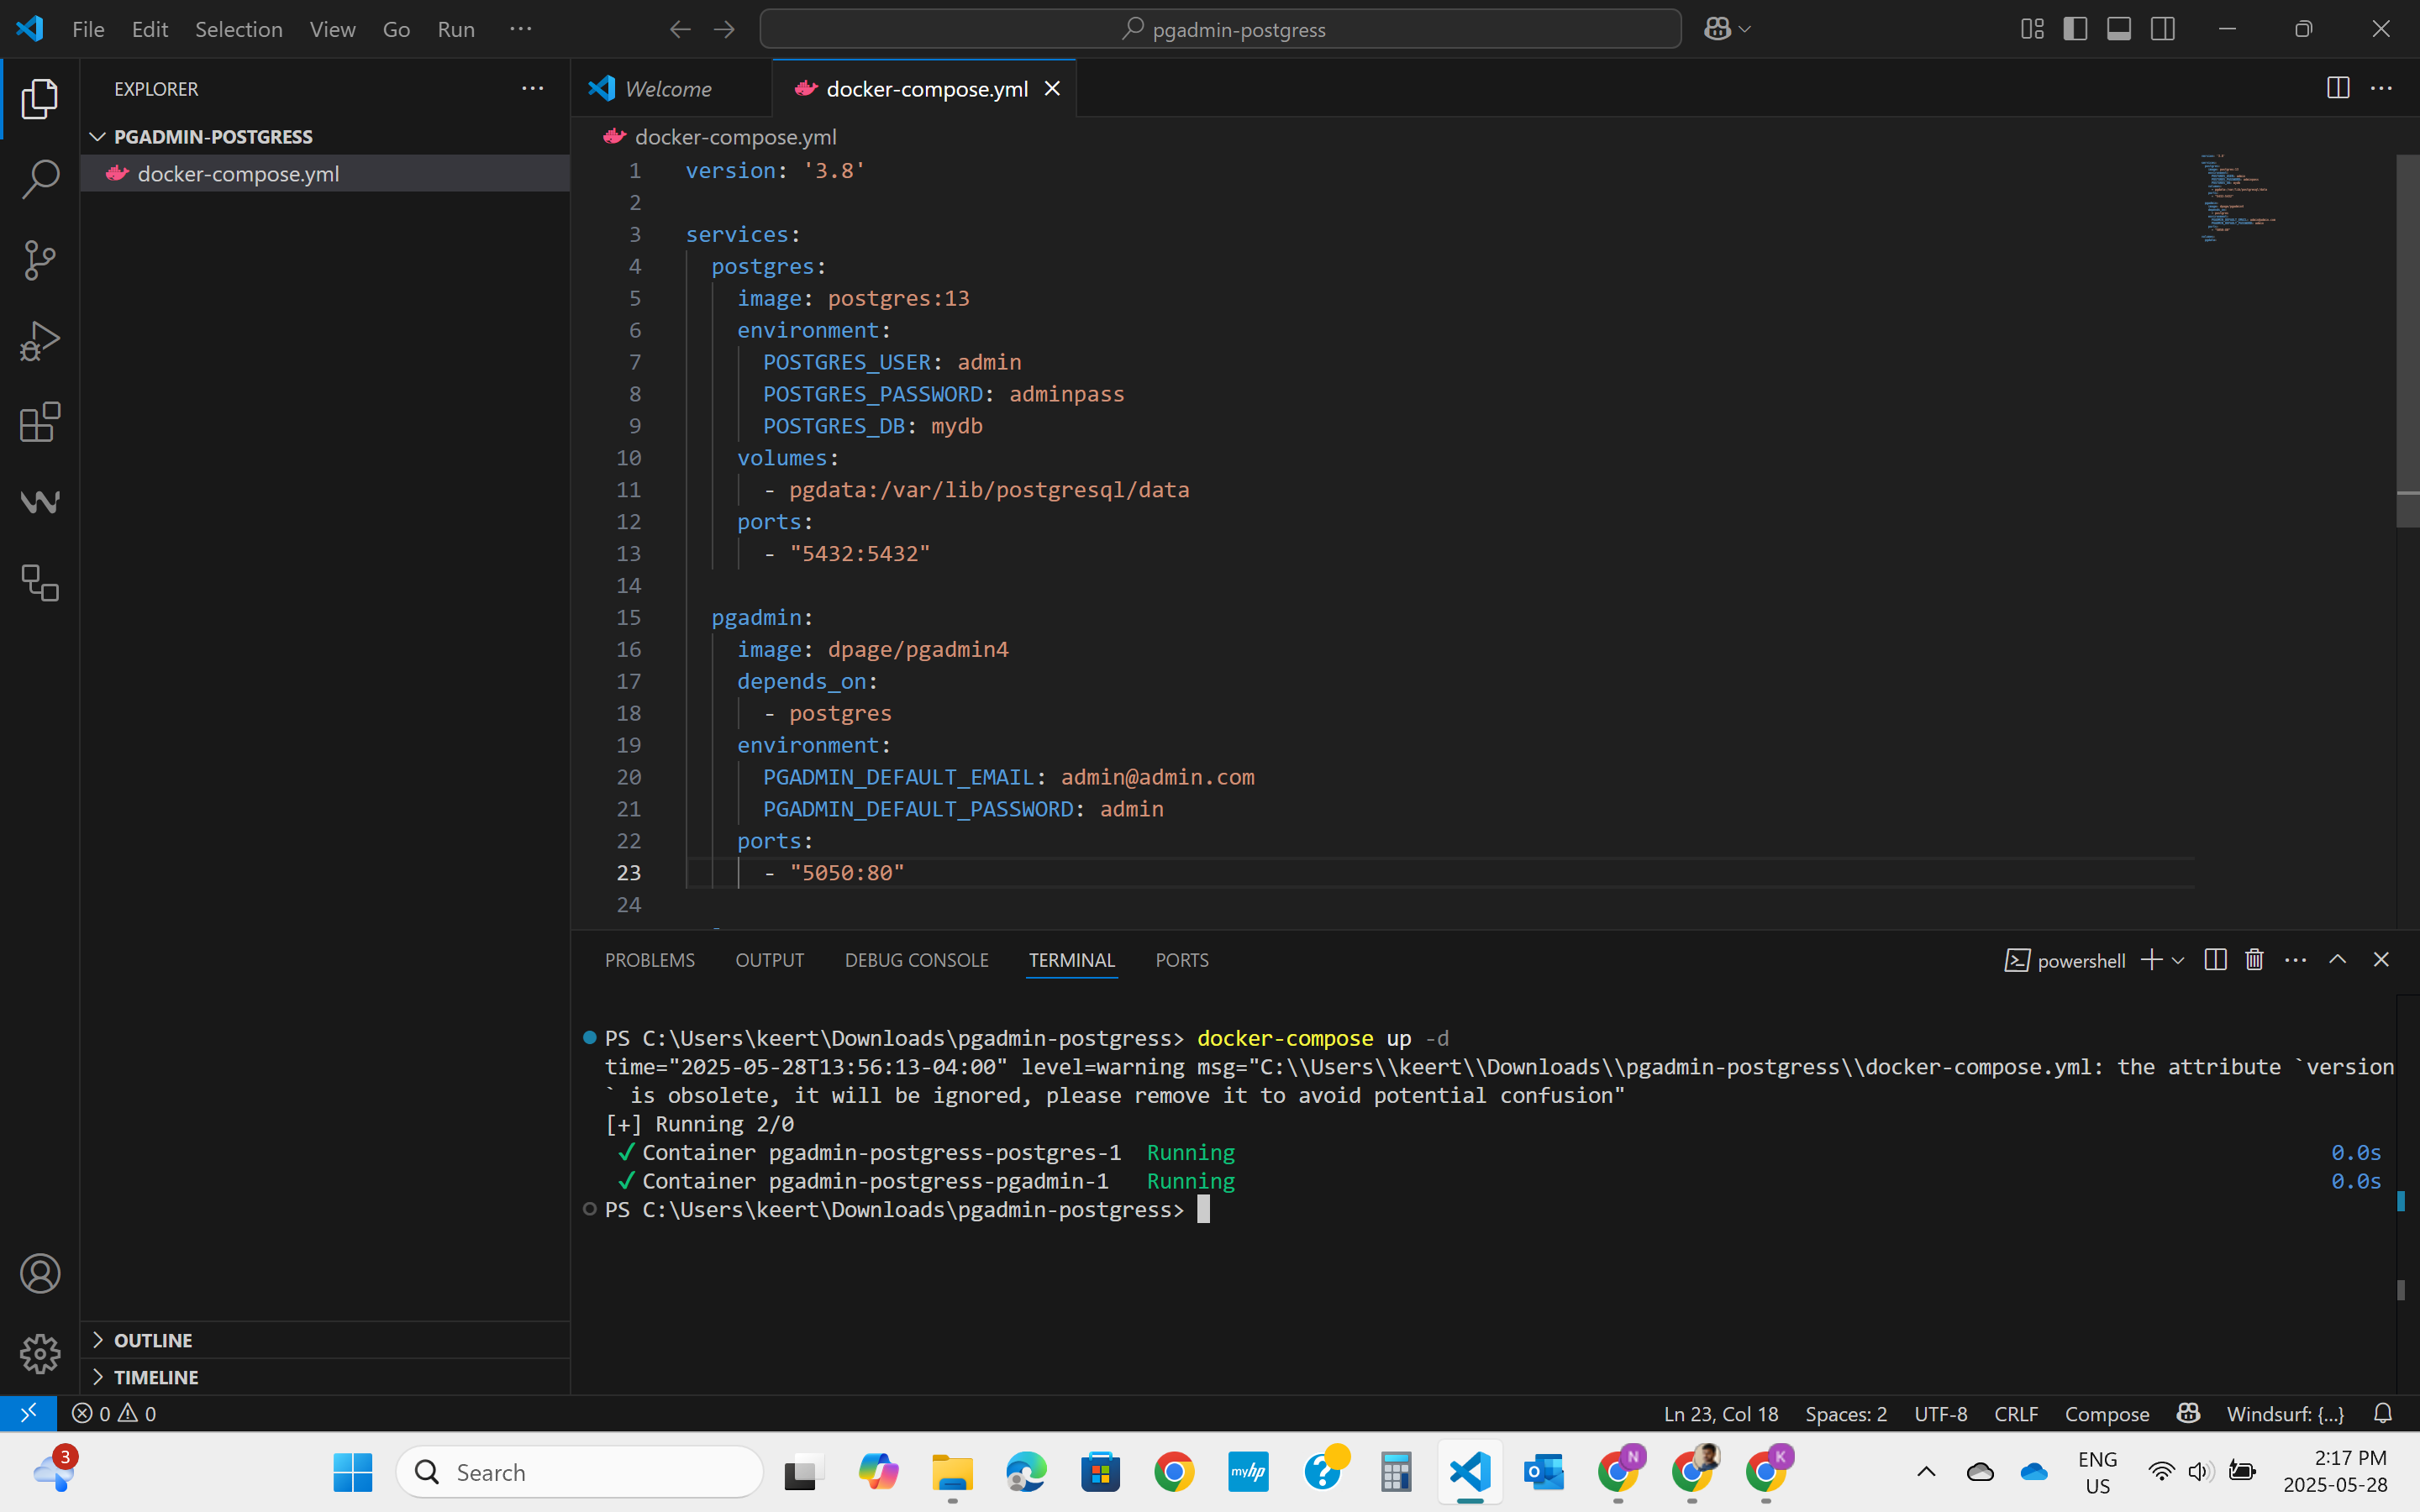 File Edit Selection View Go Run ··· pgadmin-postgress
EXPLORER ···
PGADMIN-POSTGRESS
docker-compose.yml
OUTLINE
TIMELINE
Welcome docker-compose.yml
docker-compose.yml
1 version: '3.8'
2
3 services:
4 postgres:
5 image: postgres:13
6 environment:
7 POSTGRES_USER: admin
8 POSTGRES_PASSWORD: adminpass
9 POSTGRES_DB: mydb
10 volumes:
11 - pgdata:/var/lib/postgresql/data
12 ports:
13 - "5432:5432"
14
15 pgadmin:
16 image: dpage/pgadmin4
17 depends_on:
18 - postgres
19 environment:
20 PGADMIN_DEFAULT_EMAIL: admin@admin.com
21 PGADMIN_DEFAULT_PASSWORD: admin
22 ports:
23 - "5050:80"
24
PROBLEMS OUTPUT DEBUG CONSOLE TERMINAL PORTS powershell
PS C:\Users\keert\Downloads\pgadmin-postgress> docker-compose up -d
time="2025-05-28T13:56:13-04:00" level=warning msg="C:\\Users\\keert\\Downloads\\pgadmin-postgress\\docker-compose.yml: the attribute `version
` is obsolete, it will be ignored, please remove it to avoid potential confusion"
[+] Running 2/0
✔ Container pgadmin-postgress-postgres-1 Running 0.0s
✔ Container pgadmin-postgress-pgadmin-1 Running 0.0s
PS C:\Users\keert\Downloads\pgadmin-postgress>
0 0 Ln 23, Col 18 Spaces: 2 UTF-8 CRLF Compose Windsurf: {...}
3 Search myhp N K ENG 2:17 PM
US 2025-05-28